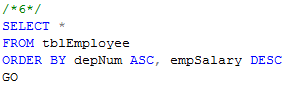 /*6*/
SELECT *
FROM tblEmployee
ORDER BY depNum ASC, empSalary DESC
GO